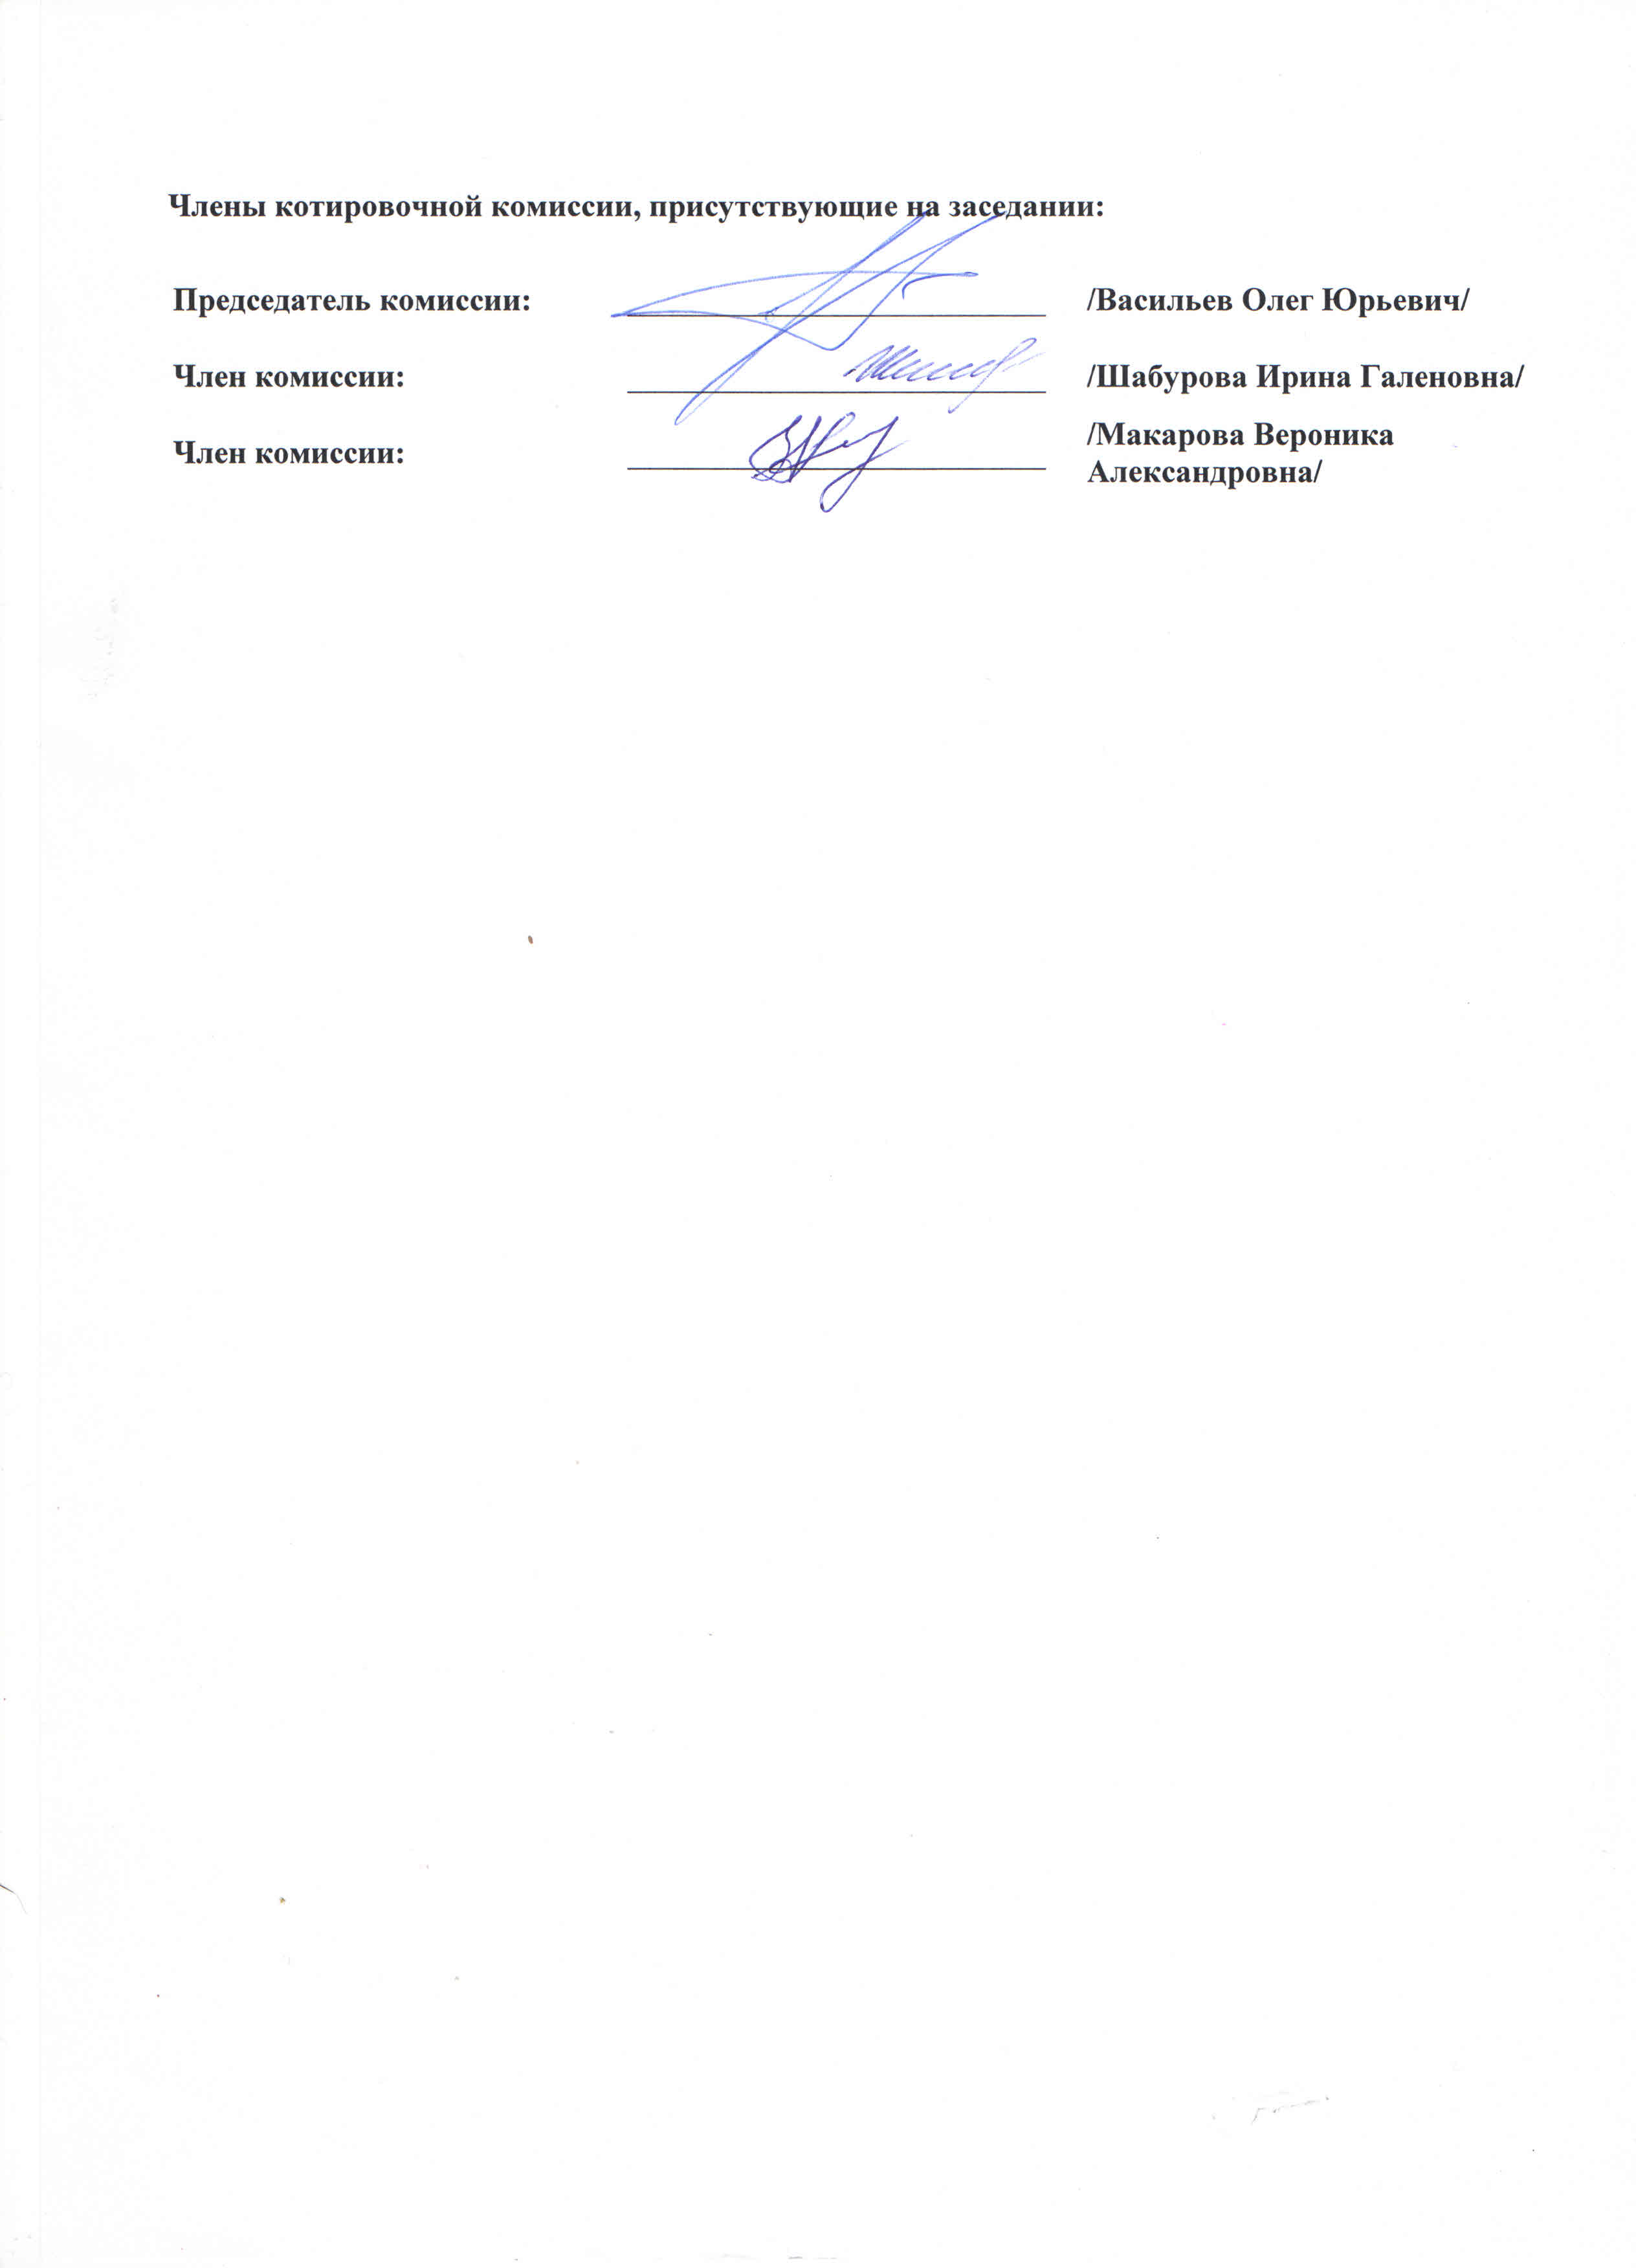 Члены котировочной комиссии, присутствующие на заседании:
Председатель комиссии: /Васильев Олег Юрьевич/
Член комиссии: /Шабурова Ирина Галеновна/
Член комиссии: /Макарова Вероника
Александровна/